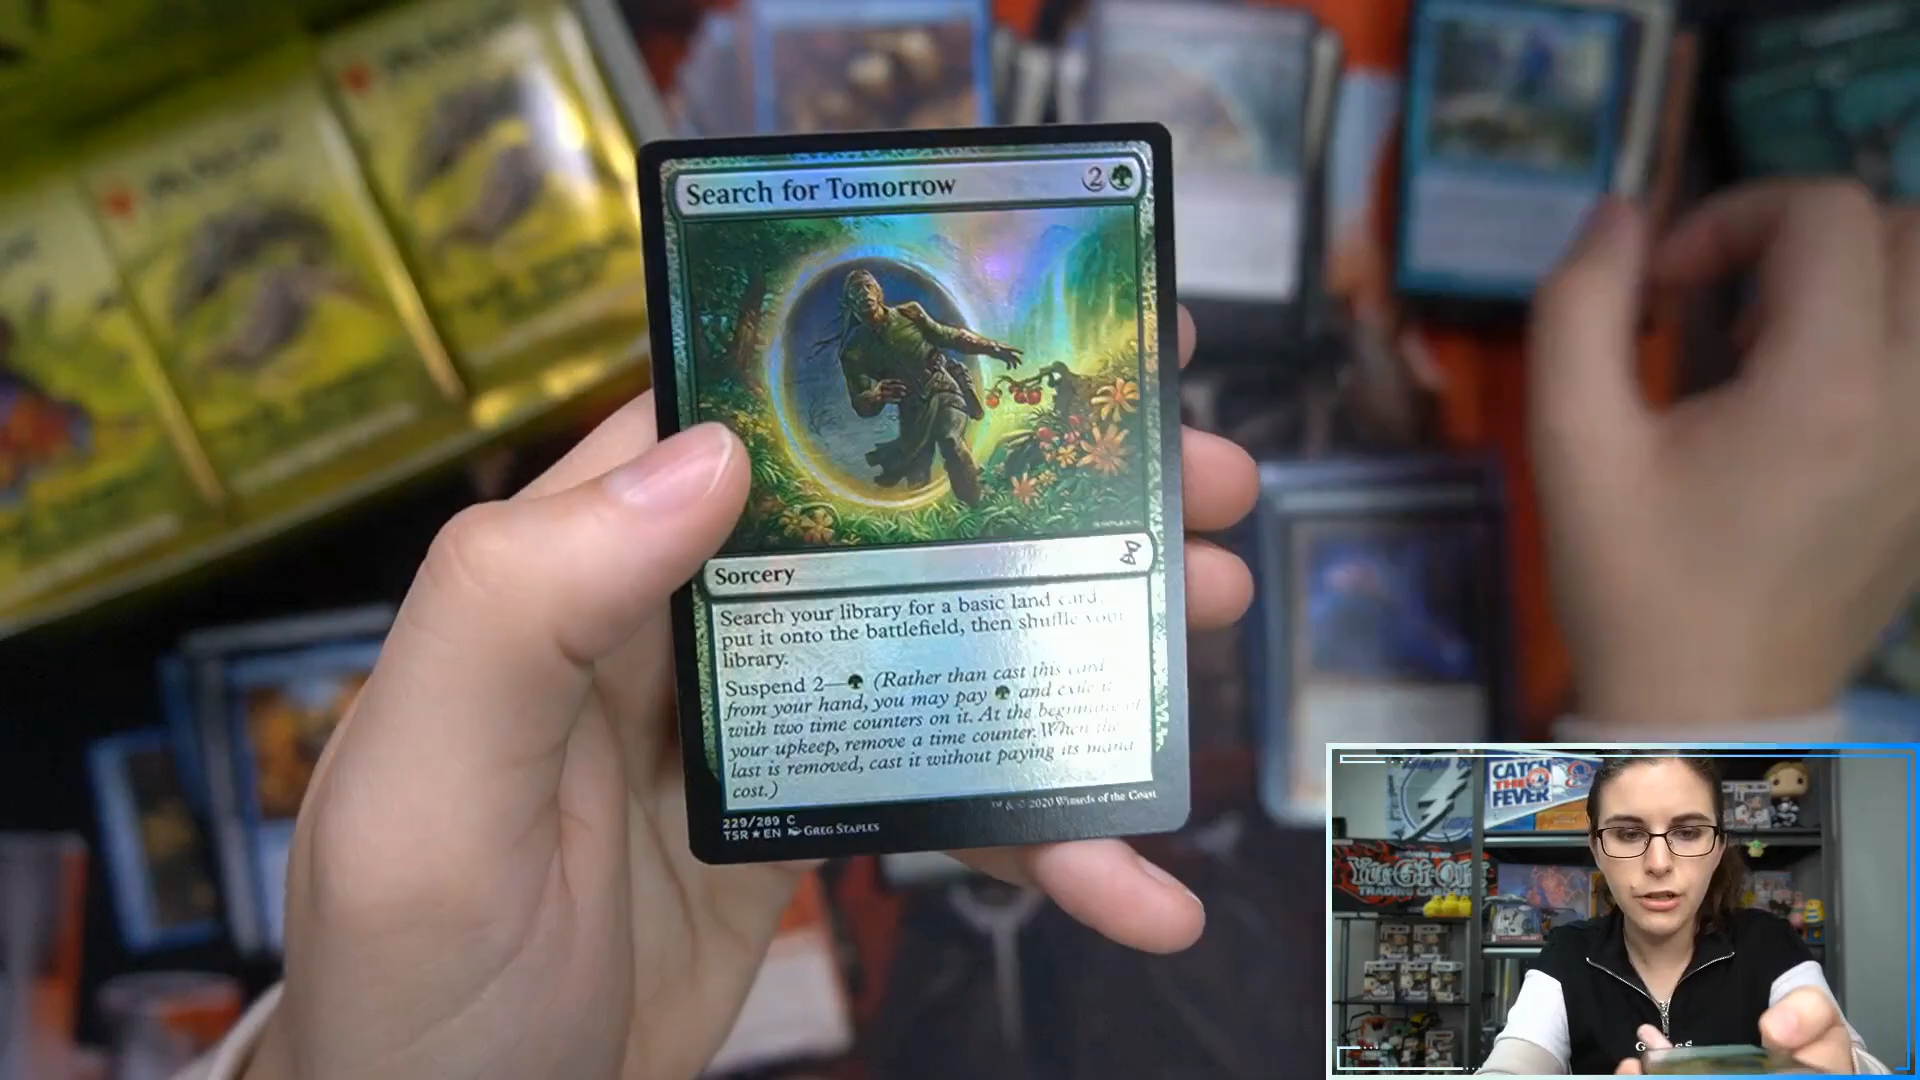 Search for Tomorrow 2
Sorcery
Search your library for a basic land card,
put it onto the battlefield, then shuffle your
library.
Suspend 2— (Rather than cast this card
from your hand, you may pay and exile it
with two time counters on it. At the beginning of
your upkeep, remove a time counter. When the
last is removed, cast it without paying its mana
cost.)
229/289 C
TSR ★ EN GREG STAPLES
™ & © 2020 Wizards of the Coast
CATCH
THE
FEVER
YU-GI-OH!
TRADING CARD